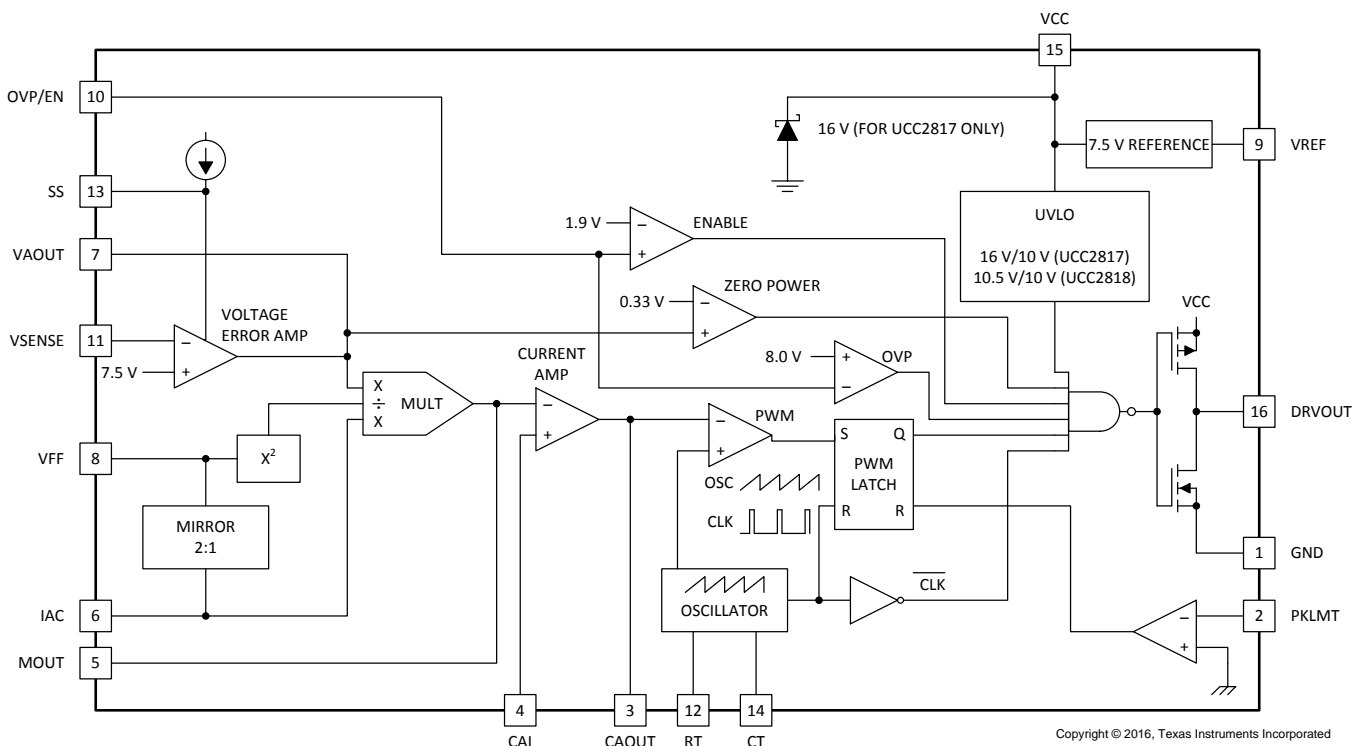 VCC
15
OVP/EN
10
16 V (FOR UCC2817 ONLY)
7.5 V REFERENCE
9
VREF
SS
13
1.9 V
−
+
ENABLE
UVLO
16 V/10 V (UCC2817)
10.5 V/10 V (UCC2818)
VAOUT
7
0.33 V
−
+
ZERO POWER
VCC
VSENSE
11
7.5 V
−
+
VOLTAGE
ERROR AMP
8.0 V
+
−
OVP
CURRENT
AMP
X
÷
X
MULT
−
+
−
+
PWM
16
DRVOUT
VFF
8
X2
S
Q
PWM
LATCH
R
R
OSC
CLK
MIRROR
2:1
1
GND
IAC
6
OSCILLATOR
CLK
−
+
2
PKLMT
MOUT
5
4
3
12
14
CAI
CAOUT
RT
CT
Copyright © 2016, Texas Instruments Incorporated